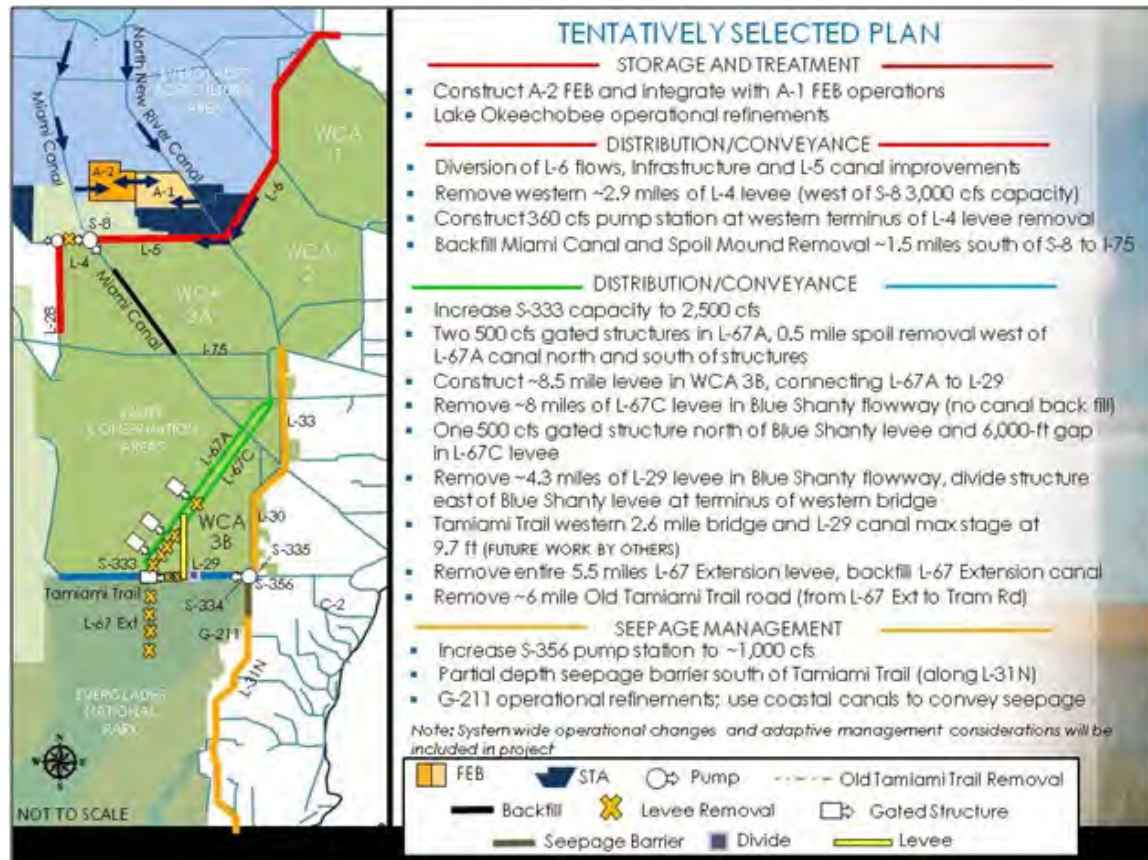 TENTATIVELY SELECTED PLAN
STORAGE AND TREATMENT
▪ Construct A-2 FEB and integrate with A-1 FEB operations
▪ Lake Okeechobee operational refinements
DISTRIBUTION/CONVEYANCE
▪ Diversion of L-6 flows, Infrastructure and L-5 canal improvements
▪ Remove western ~2.9 miles of L-4 levee (west of S-8 3,000 cfs capacity)
▪ Construct 360 cfs pump station at western terminus of L-4 levee removal
▪ Backfill Miami Canal and Spoil Mound Removal ~1.5 miles south of S-8 to I-75
DISTRIBUTION/CONVEYANCE
▪ Increase S-333 capacity to 2,500 cfs
▪ Two 500 cfs gated structures in L-67A, 0.5 mile spoil removal west of
L-67A canal north and south of structures
▪ Construct ~8.5 mile levee in WCA 3B, connecting L-67A to L-29
▪ Remove ~8 miles of L-67C levee in Blue Shanty flowway (no canal back fill)
▪ One 500 cfs gated structure north of Blue Shanty levee and 6,000-ft gap
in L-67C levee
▪ Remove ~4.3 miles of L-29 levee in Blue Shanty flowway, divide structure
east of Blue Shanty levee at terminus of western bridge
▪ Tamiami Trail western 2.6 mile bridge and L-29 canal max stage at
9.7 ft (FUTURE WORK BY OTHERS)
▪ Remove entire 5.5 miles L-67 Extension levee, backfill L-67 Extension canal
▪ Remove ~6 mile Old Tamiami Trail road (from L-67 Ext to Tram Rd)
SEEPAGE MANAGEMENT
▪ Increase S-356 pump station to ~1,000 cfs
▪ Partial depth seepage barrier south of Tamiami Trail (along L-31N)
▪ G-211 operational refinements; use coastal canals to convey seepage
Note: System wide operational changes and adaptive management considerations will be
included in project
FEB
STA
Pump
Old Tamiami Trail Removal
Backfill
Levee Removal
Gated Structure
Seepage Barrier
Divide
Levee
Miami Canal
North New River Canal
EVERGLADES
AGRICULTURAL
AREA
WCA
1
A-2
A-1
L-6
S-8
L-5
L-4
WCA
2
L-28
Miami Canal
WCA
3A
I-75
WATER
CONSERVATION
AREAS
L-33
L-67A
L-67C
L-30
WCA
3B
S-335
S-333
L-29
S-356
Tamiami Trail
S-334
C-2
L-67 Ext
G-211
L-31N
EVERGLADES
NATIONAL
PARK
N
S
NOT TO SCALE